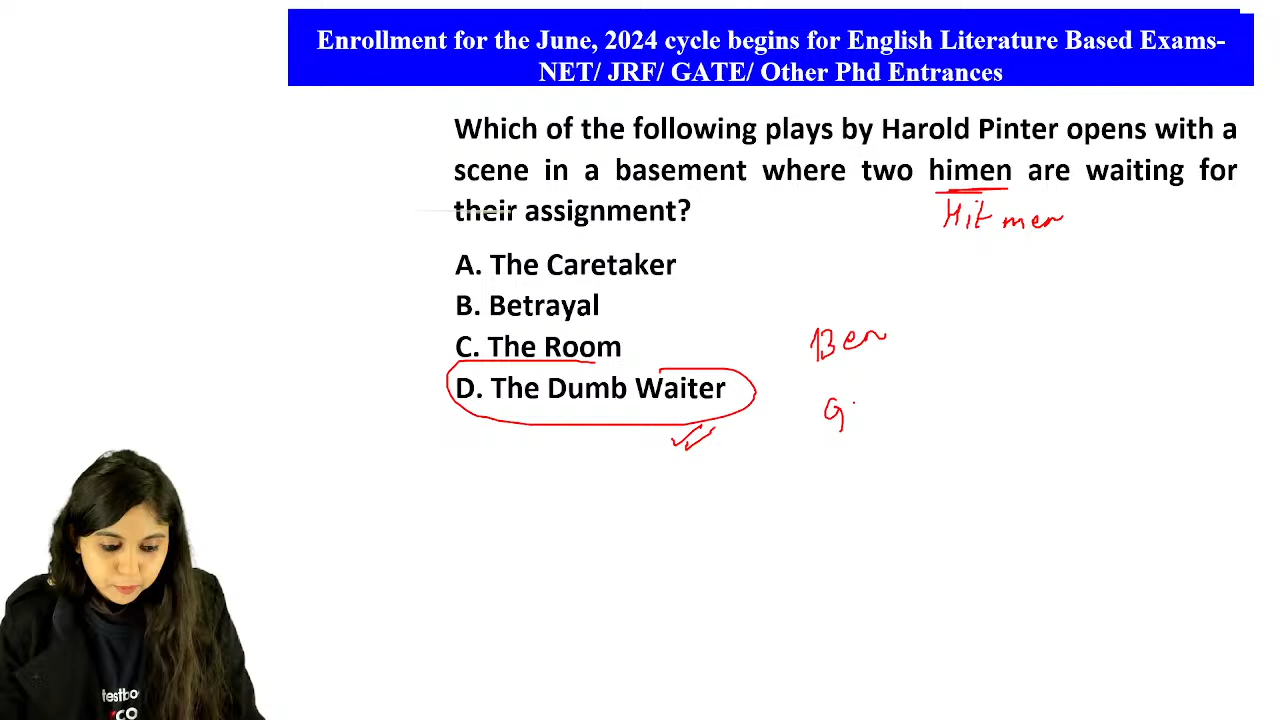 Enrollment for the June, 2024 cycle begins for English Literature Based Exams-
NET/ JRF/ GATE/ Other Phd Entrances
Which of the following plays by Harold Pinter opens with a
scene in a basement where two himen are waiting for
their assignment?
Hit men
A. The Caretaker
B. Betrayal
C. The Room
D. The Dumb Waiter
Ben